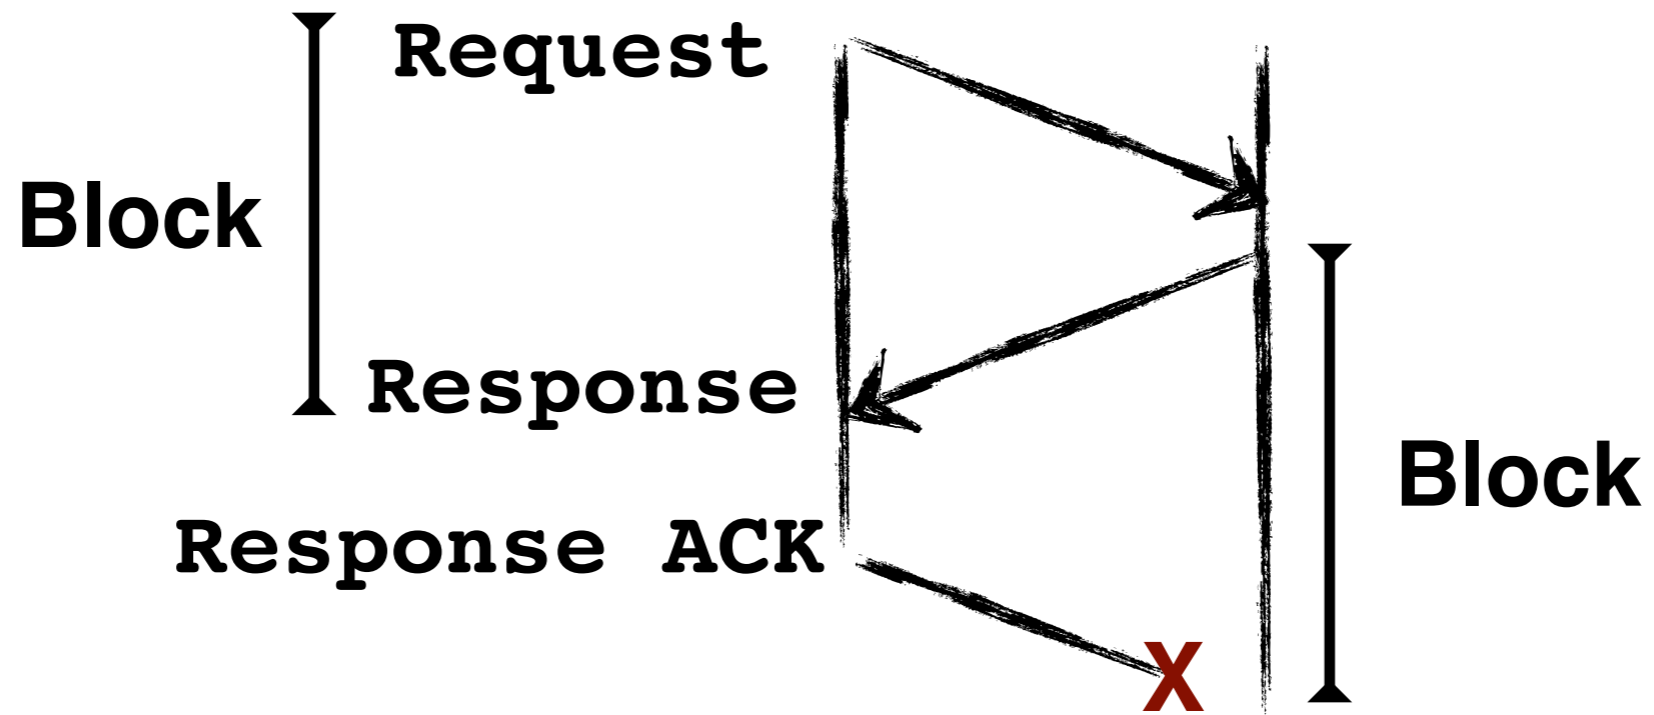 Request
Block
Response
Block
Response ACK
X